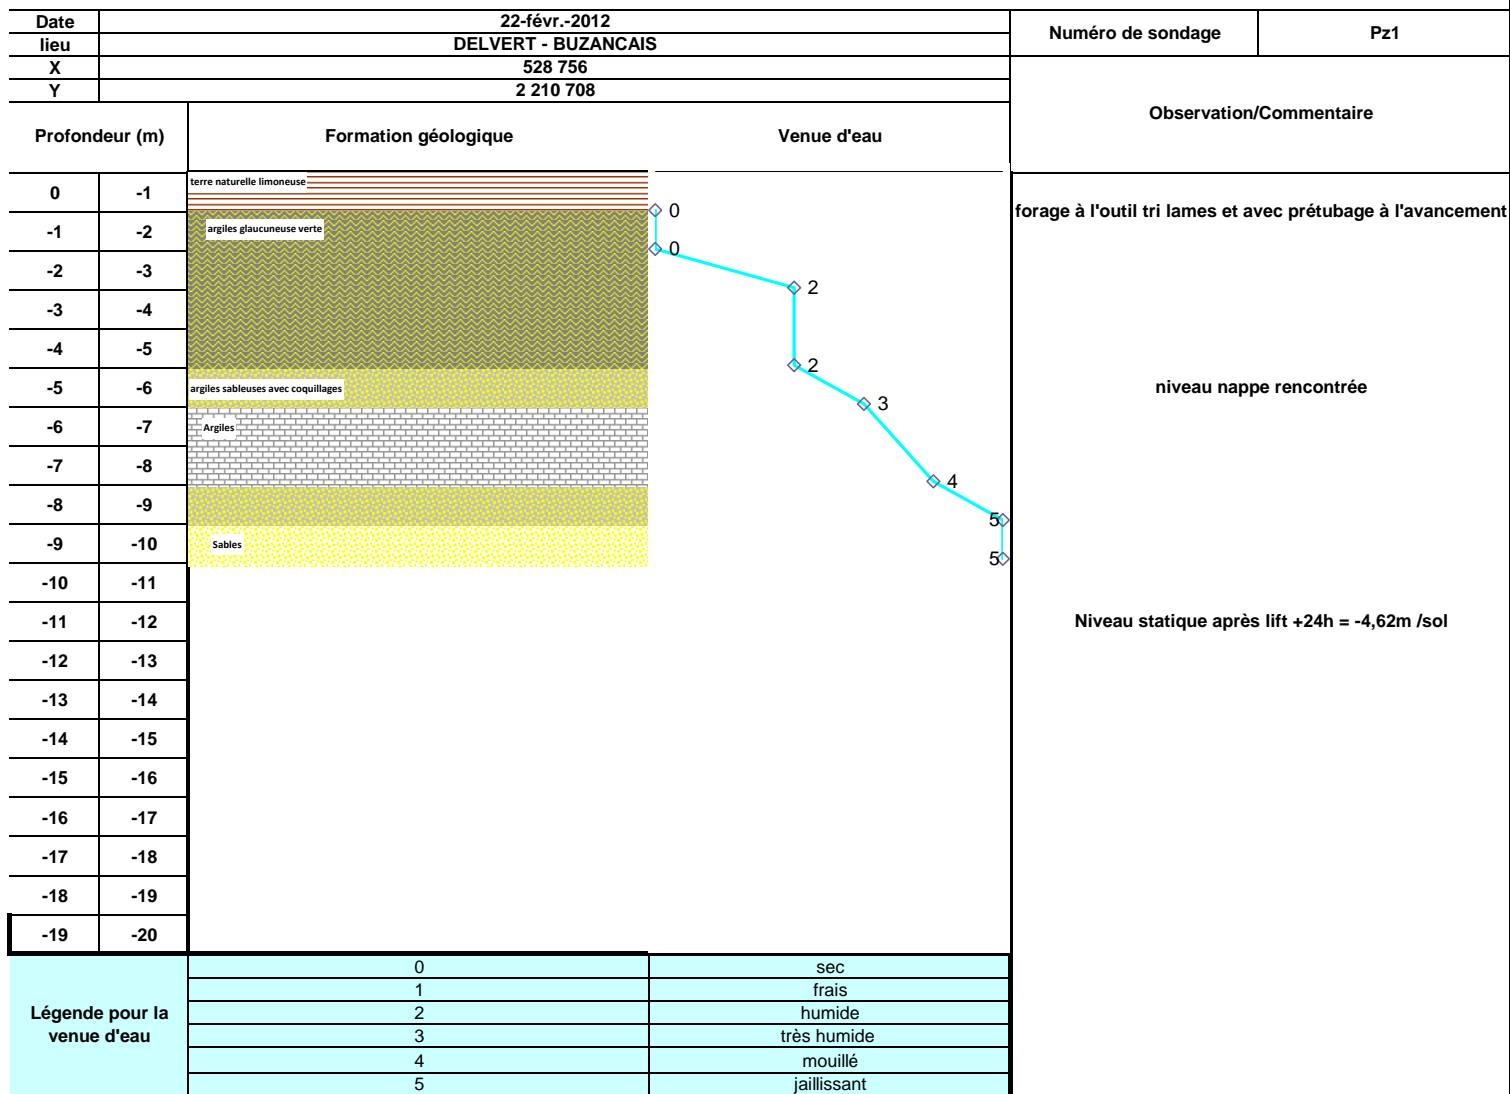 Date 22-févr.-2012 Numéro de sondage Pz1
lieu DELVERT - BUZANCAIS
X 528 756
Y 2 210 708
Observation/Commentaire
Profondeur (m) Formation géologique Venue d'eau
terre naturelle limoneuse
0 -1
0
forage à l'outil tri lames et avec prétubage à l'avancement
argiles glaucuneuse verte
-1 -2
0
-2 -3
2
-3 -4
-4 -5
2
-5 -6 argiles sableuses avec coquillages niveau nappe rencontrée
3
-6 -7 Argiles
-7 -8
4
-8 -9
5
-9 -10 Sables
5
-10 -11
-11 -12 Niveau statique après lift +24h = -4,62m /sol
-12 -13
-13 -14
-14 -15
-15 -16
-16 -17
-17 -18
-18 -19
-19 -20
Légende pour la
venue d'eau
0 sec
1 frais
2 humide
3 très humide
4 mouillé
5 jaillissant